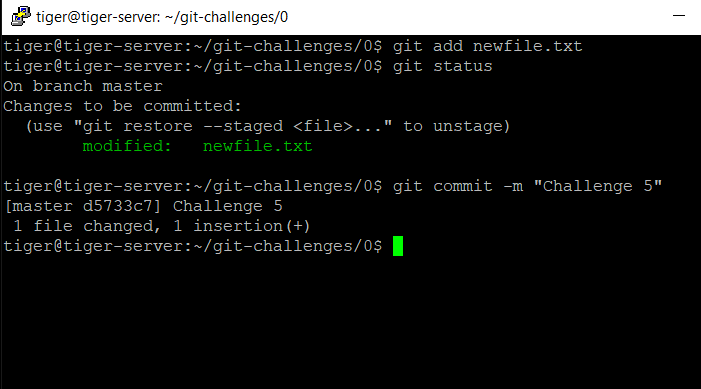 tiger@tiger-server: ~/git-challenges/0
tiger@tiger-server:~/git-challenges/0$ git add newfile.txt
tiger@tiger-server:~/git-challenges/0$ git status
On branch master
Changes to be committed:
  (use "git restore --staged <file>..." to unstage)
        modified:   newfile.txt

tiger@tiger-server:~/git-challenges/0$ git commit -m "Challenge 5"
[master d5733c7] Challenge 5
 1 file changed, 1 insertion(+)
tiger@tiger-server:~/git-challenges/0$